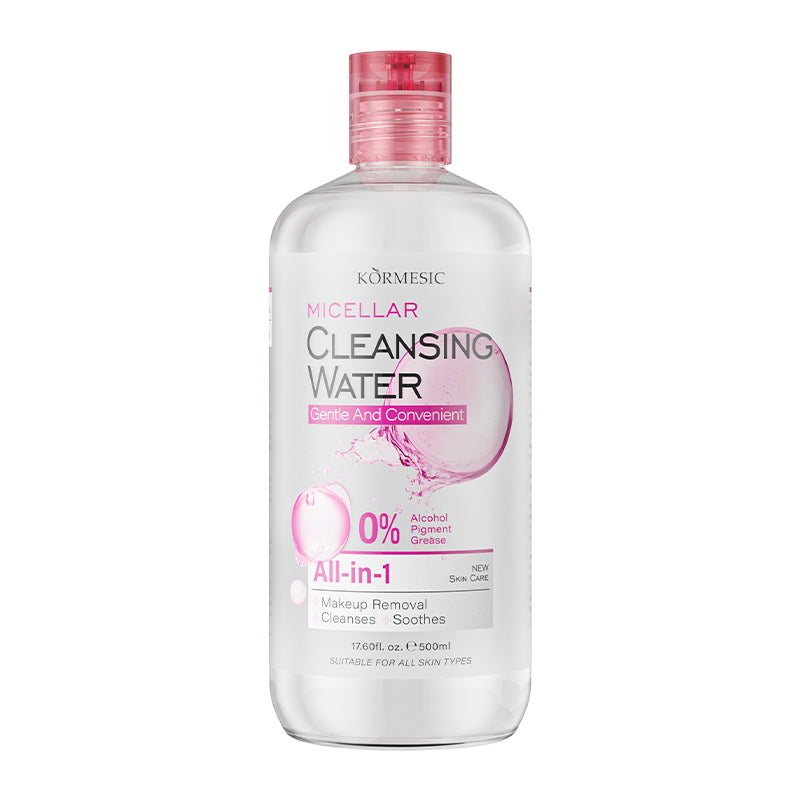 KÒRMESIC
MICELLAR
CLEANSING
WATER
Gentle And Convenient
0% Alcohol
Pigment
Grease
All-in-1
NEW
SKIN CARE
Makeup Removal
Cleanses Soothes
17.60fl. oz. ℮500ml
SUITABLE FOR ALL SKIN TYPES